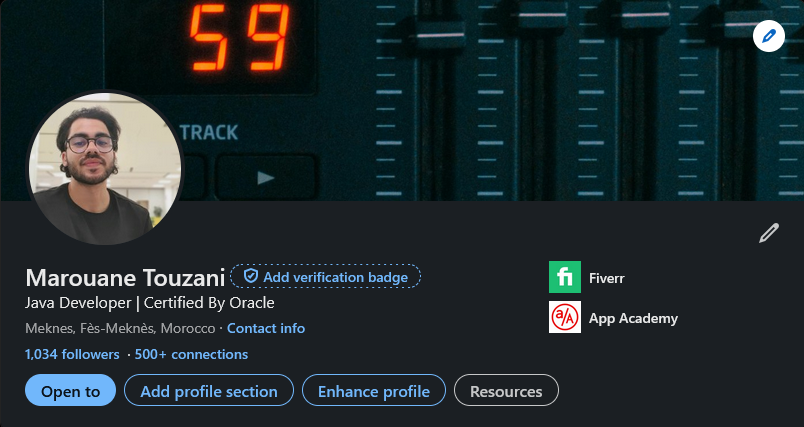 59
TRACK
Marouane Touzani
Add verification badge
Java Developer | Certified By Oracle
Meknes, Fès-Meknès, Morocco · Contact info
1,034 followers · 500+ connections
Open to
Add profile section
Enhance profile
Resources
fi
Fiverr
a/A
App Academy